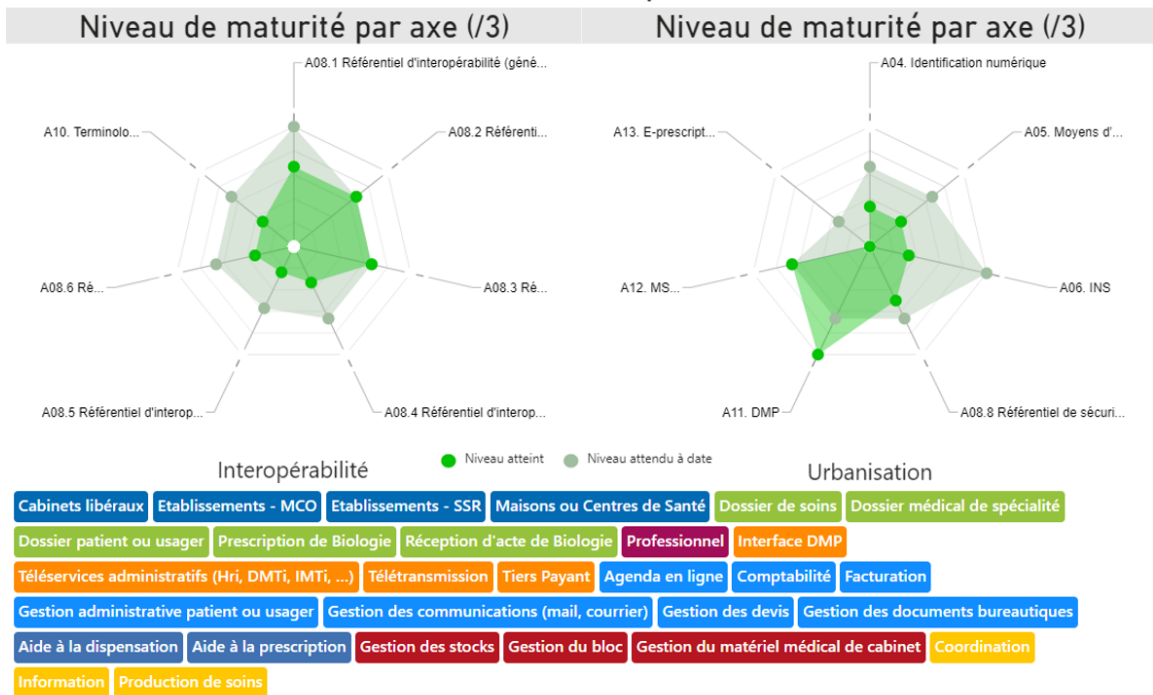 Niveau de maturité par axe (/3)
Niveau de maturité par axe (/3)
A08.1 Référentiel d'interopérabilité (géné...
A10. Terminolo...
A08.2 Référenti...
A08.6 Ré...
A08.3 Ré...
A08.5 Référentiel d'interop...
A08.4 Référentiel d'interop...
A04. Identification numérique
A13. E-prescript...
A05. Moyens d'...
A12. MS...
A06. INS
A11. DMP
A08.8 Référentiel de sécuri...
Interopérabilité
Niveau atteint Niveau attendu à date
Urbanisation
Cabinets libéraux Etablissements - MCO Etablissements - SSR Maisons ou Centres de Santé Dossier de soins Dossier médical de spécialité
Dossier patient ou usager Prescription de Biologie Réception d'acte de Biologie Professionnel Interface DMP
Téléservices administratifs (Hri, DMTi, IMTi, ...) Télétransmission Tiers Payant Agenda en ligne Comptabilité Facturation
Gestion administrative patient ou usager Gestion des communications (mail, courrier) Gestion des devis Gestion des documents bureautiques
Aide à la dispensation Aide à la prescription Gestion des stocks Gestion du bloc Gestion du matériel médical de cabinet Coordination
Information Production de soins